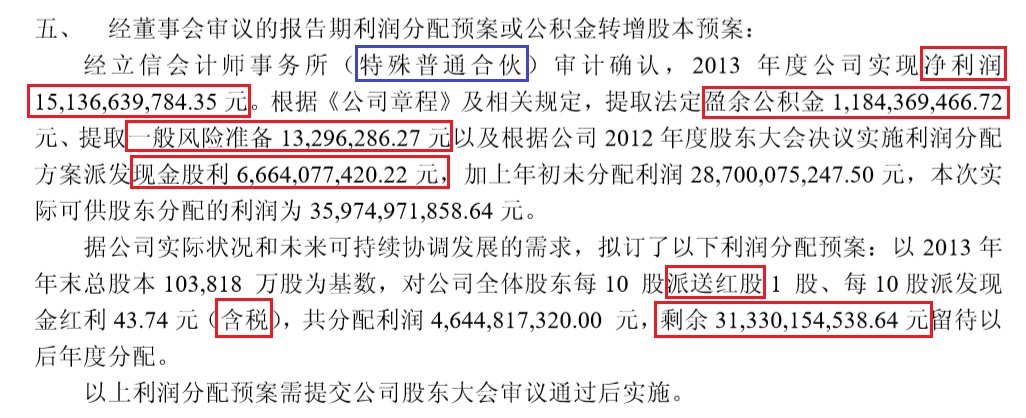 五、 经董事会审议的报告期利润分配预案或公积金转增股本预案：
经立信会计师事务所（特殊普通合伙）审计确认，2013 年度公司实现净利润
15,136,639,784.35 元。根据《公司章程》及相关规定，提取法定盈余公积金 1,184,369,466.72
元、提取一般风险准备 13,296,286.27 元以及根据公司 2012 年度股东大会决议实施利润分配
方案派发现金股利 6,664,077,420.22 元，加上年初未分配利润 28,700,075,247.50 元，本次实
际可供股东分配的利润为 35,974,971,858.64 元。
据公司实际状况和未来可持续协调发展的需求，拟订了以下利润分配预案：以 2013 年
年末总股本 103,818 万股为基数，对公司全体股东每 10 股派送红股 1 股、每 10 股派发现
金红利 43.74 元（含税），共分配利润 4,644,817,320.00 元，剩余 31,330,154,538.64 元留待以
后年度分配。
以上利润分配预案需提交公司股东大会审议通过后实施。